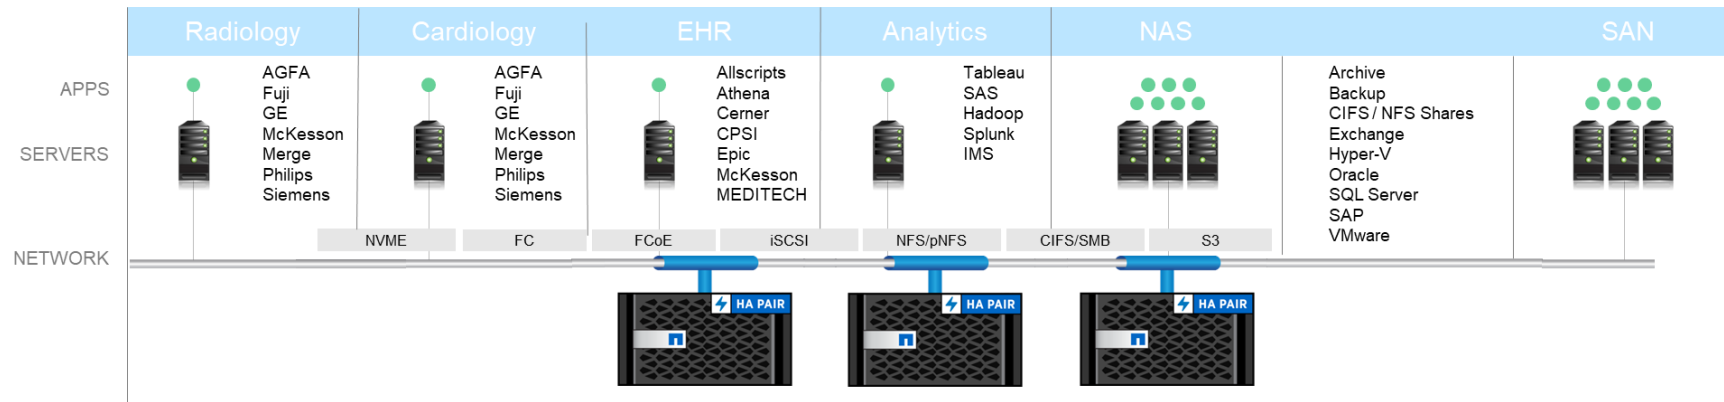 Radiology
Cardiology
EHR
Analytics
NAS
SAN
APPS
SERVERS
NETWORK
AGFA
Fuji
GE
McKesson
Merge
Philips
Siemens
AGFA
Fuji
GE
McKesson
Merge
Philips
Siemens
Allscripts
Athena
Cerner
CPSI
Epic
McKesson
MEDITECH
Tableau
SAS
Hadoop
Splunk
IMS
Archive
Backup
CIFS / NFS Shares
Exchange
Hyper-V
Oracle
SQL Server
SAP
VMware
NVME
FC
FCoE
iSCSI
NFS/pNFS
CIFS/SMB
S3
HA PAIR
HA PAIR
HA PAIR